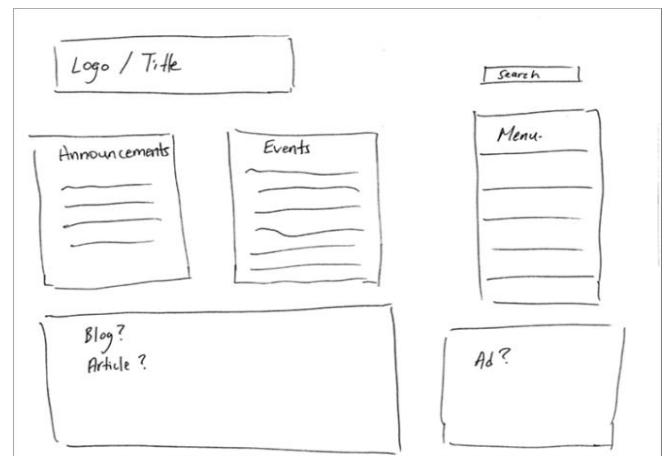 Logo / Title
Search
Announcements
Events
Menu.
Blog?
Article?
Ad?